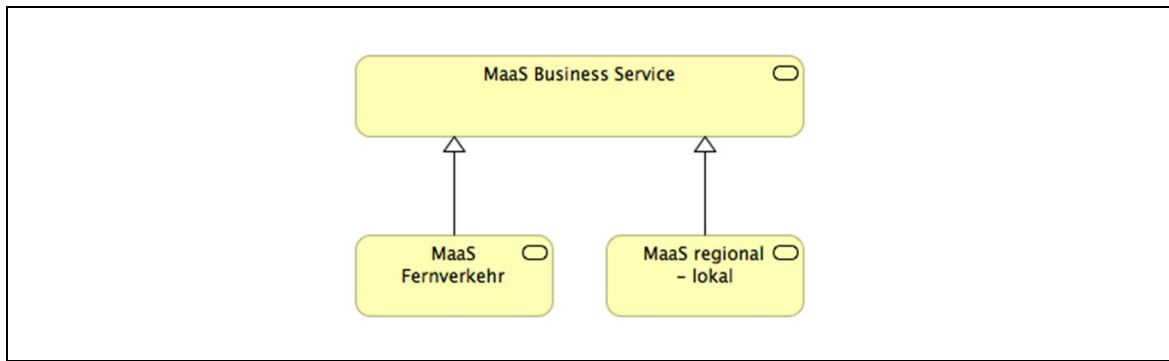 MaaS Business Service
MaaS
Fernverkehr
MaaS regional
– lokal